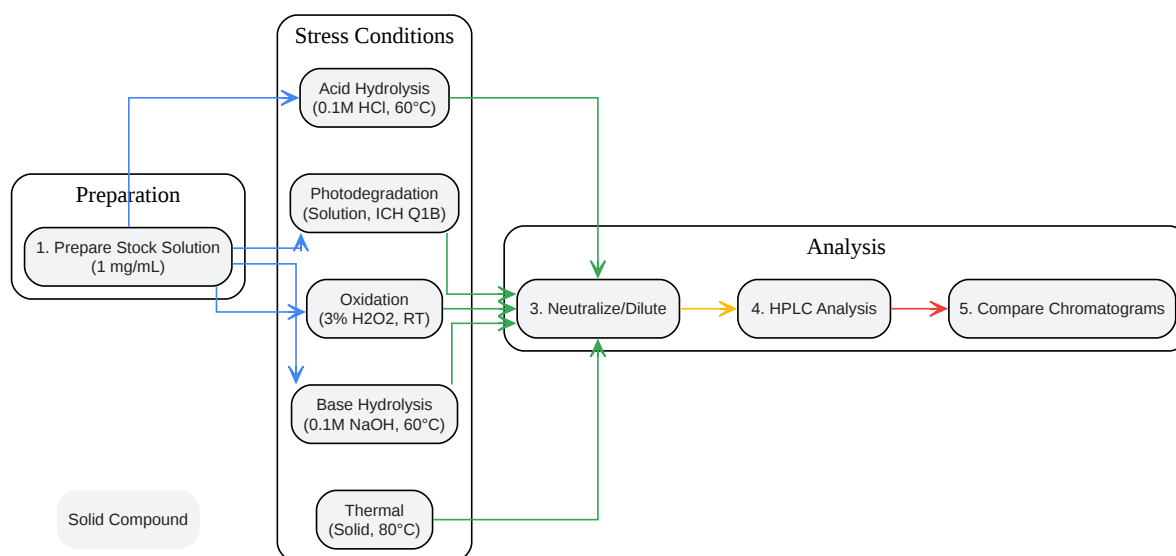 Preparation
1. Prepare Stock Solution
(1 mg/mL)
Solid Compound
Stress Conditions
Acid Hydrolysis
(0.1M HCl, 60°C)
Photodegradation
(Solution, ICH Q1B)
Oxidation
(3% H2O2, RT)
Base Hydrolysis
(0.1M NaOH, 60°C)
Thermal
(Solid, 80°C)
Analysis
3. Neutralize/Dilute
4. HPLC Analysis
5. Compare Chromatograms